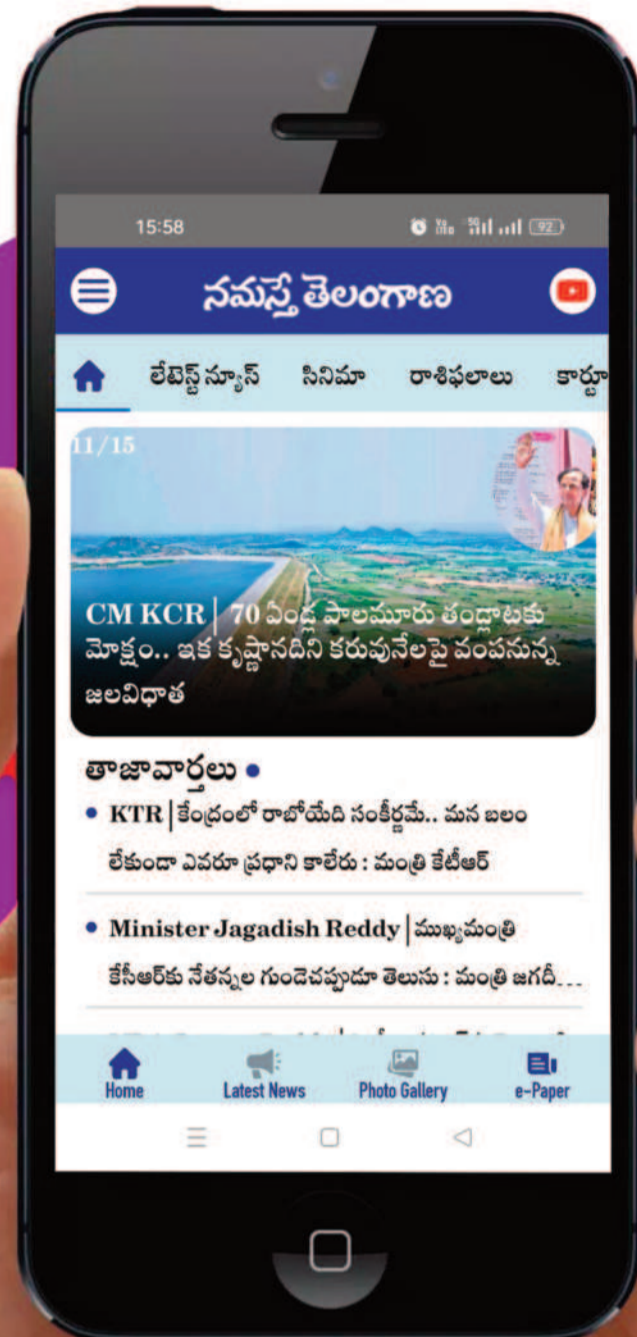 15:58
92
నమస్తే తెలంగాణ
లేటెస్ట్ న్యూస్ సినిమా రాశిఫలాలు కార్టూ
11/15
CM KCR | 70 ఏండ్ల పాలమూరు తండ్లాటకు
మోక్షం.. ఇక కృష్ణానదిని కరువునేలపై వంపనున్న
జలవిధాత
తాజావార్తలు
KTR | కేంద్రంలో రాబోయేది సంకీర్ణమే.. మన బలం
లేకుండా ఎవరూ ప్రధాని కాలేరు : మంత్రి కేటీఆర్
Minister Jagadish Reddy | ముఖ్యమంత్రి
కేసీఆర్‌కు నేతన్నల గుండెచప్పుడూ తెలుసు : మంత్రి జగదీ...
Home Latest News Photo Gallery e-Paper